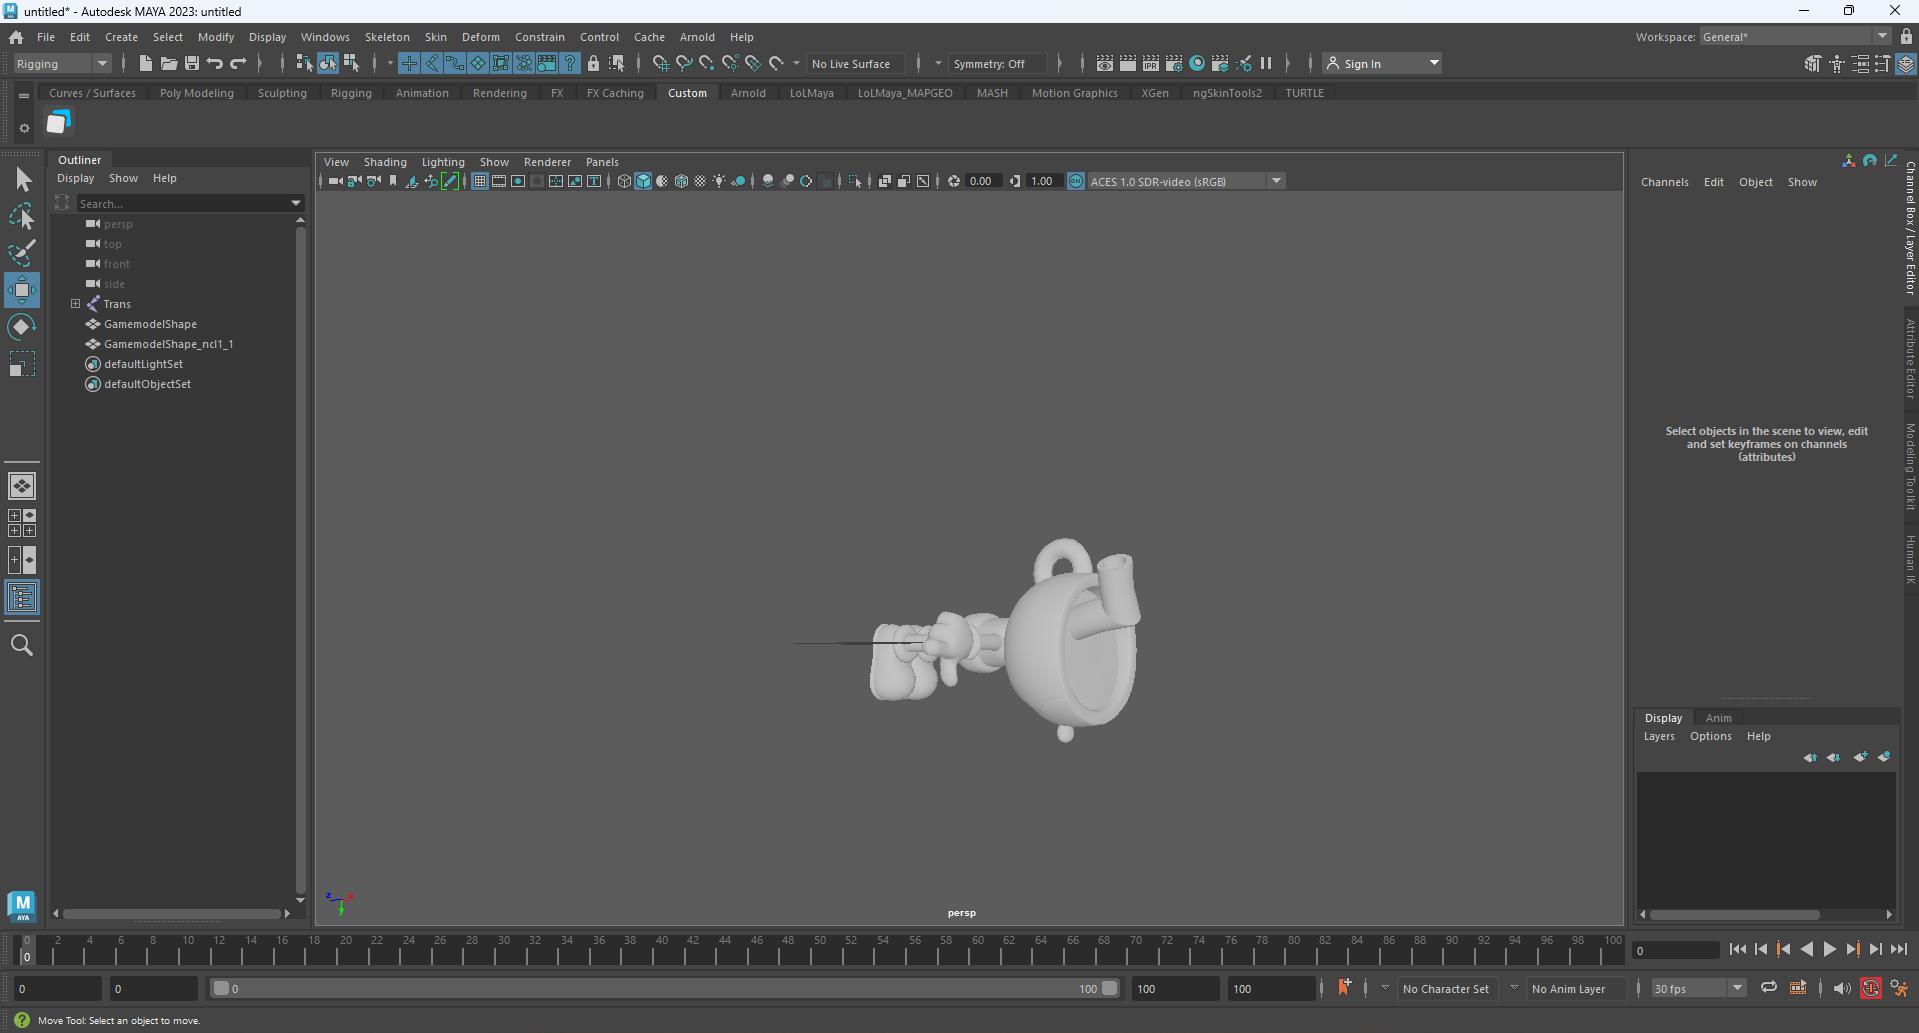 untitled* - Autodesk MAYA 2023: untitled
File Edit Create Select Modify Display Windows Skeleton Skin Deform Constrain Control Cache Arnold Help
Workspace: General*
Rigging
No Live Surface
Symmetry: Off
Sign In
Curves / Surfaces Poly Modeling Sculpting Rigging Animation Rendering FX FX Caching Custom Arnold LoLMaya LoLMaya_MAPGEO MASH Motion Graphics XGen ngSkinTools2 TURTLE
Outliner
Display Show Help
Search...
persp
top
front
side
Trans
GamemodelShape
GamemodelShape_ncl1_1
defaultLightSet
defaultObjectSet
View Shading Lighting Show Renderer Panels
0.00
1.00
ON
ACES 1.0 SDR-video (sRGB)
IPR
z
x
y
persp
Channels Edit Object Show
Select objects in the scene to view, edit
and set keyframes on channels
(attributes)
Channel Box / Layer Editor
Attribute Editor
Modeling Toolkit
Human IK
Display Anim
Layers Options Help
M
AYA
0 2 4 6 8 10 12 14 16 18 20 22 24 26 28 30 32 34 36 38 40 42 44 46 48 50 52 54 56 58 60 62 64 66 68 70 72 74 76 78 80 82 84 86 88 90 92 94 96 98 100
0
0
0
0
0
100
100
100
No Character Set
No Anim Layer
30 fps
Move Tool: Select an object to move.